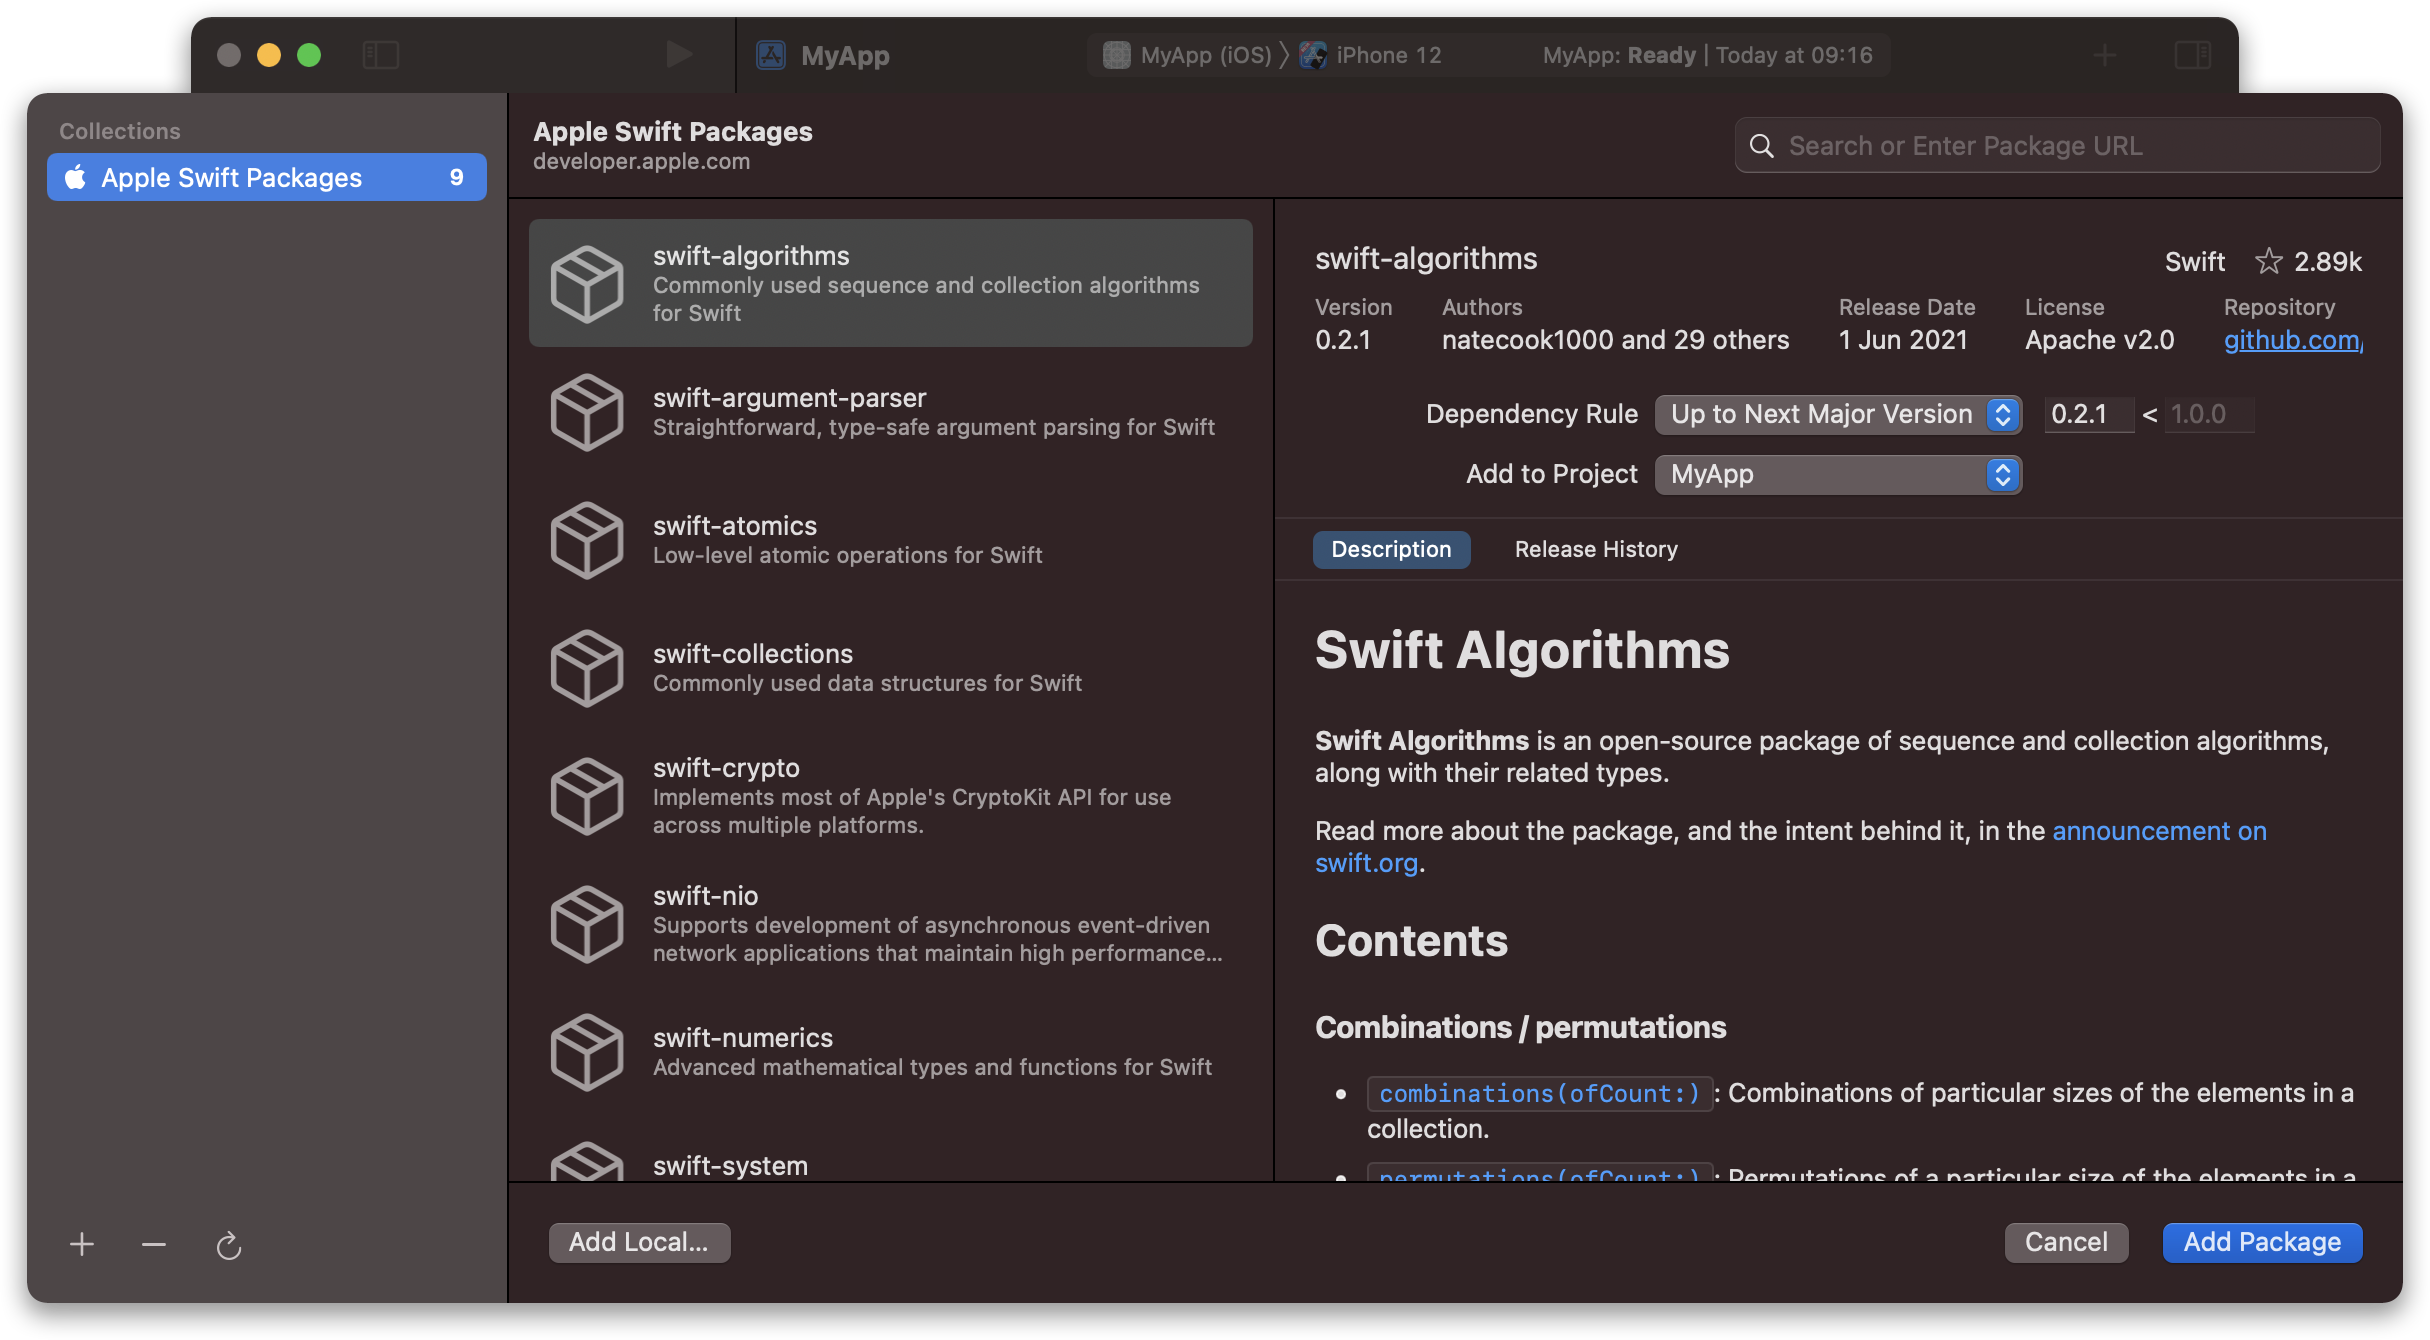 MyApp
MyApp (iOS) 〉 iPhone 12
MyApp: Ready | Today at 09:16
Collections
Apple Swift Packages 9
Apple Swift Packages
developer.apple.com
Search or Enter Package URL
swift-algorithms
Commonly used sequence and collection algorithms
for Swift
swift-argument-parser
Straightforward, type-safe argument parsing for Swift
swift-atomics
Low-level atomic operations for Swift
swift-collections
Commonly used data structures for Swift
swift-crypto
Implements most of Apple's CryptoKit API for use
across multiple platforms.
swift-nio
Supports development of asynchronous event-driven
network applications that maintain high performance...
swift-numerics
Advanced mathematical types and functions for Swift
swift-system
Add Local...
swift-algorithms
Swift ☆ 2.89k
Version Authors Release Date License Repository
0.2.1 natecook1000 and 29 others 1 Jun 2021 Apache v2.0 github.com/
Dependency Rule Up to Next Major Version 0.2.1 < 1.0.0
Add to Project MyApp
Description Release History
Swift Algorithms
Swift Algorithms is an open-source package of sequence and collection algorithms,
along with their related types.
Read more about the package, and the intent behind it, in the announcement on
swift.org.
Contents
Combinations / permutations
• combinations(ofCount:): Combinations of particular sizes of the elements in a
collection.
• permutations(ofCount:): Permutations of a particular size of the elements in a
Cancel
Add Package